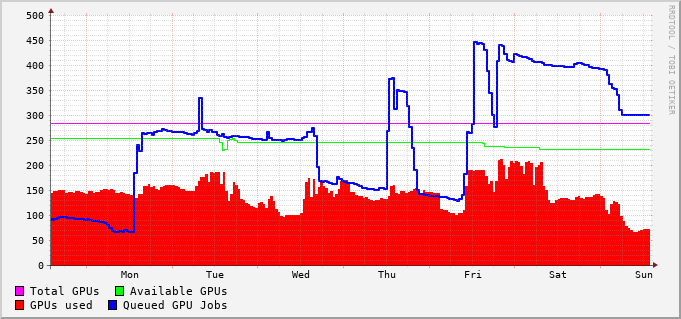 500
450
400
350
300
250
200
150
100
50
0
Mon Tue Wed Thu Fri Sat Sun
Total GPUs Available GPUs
GPUs used Queued GPU Jobs
RRDTOOL / TOBI OETIKER